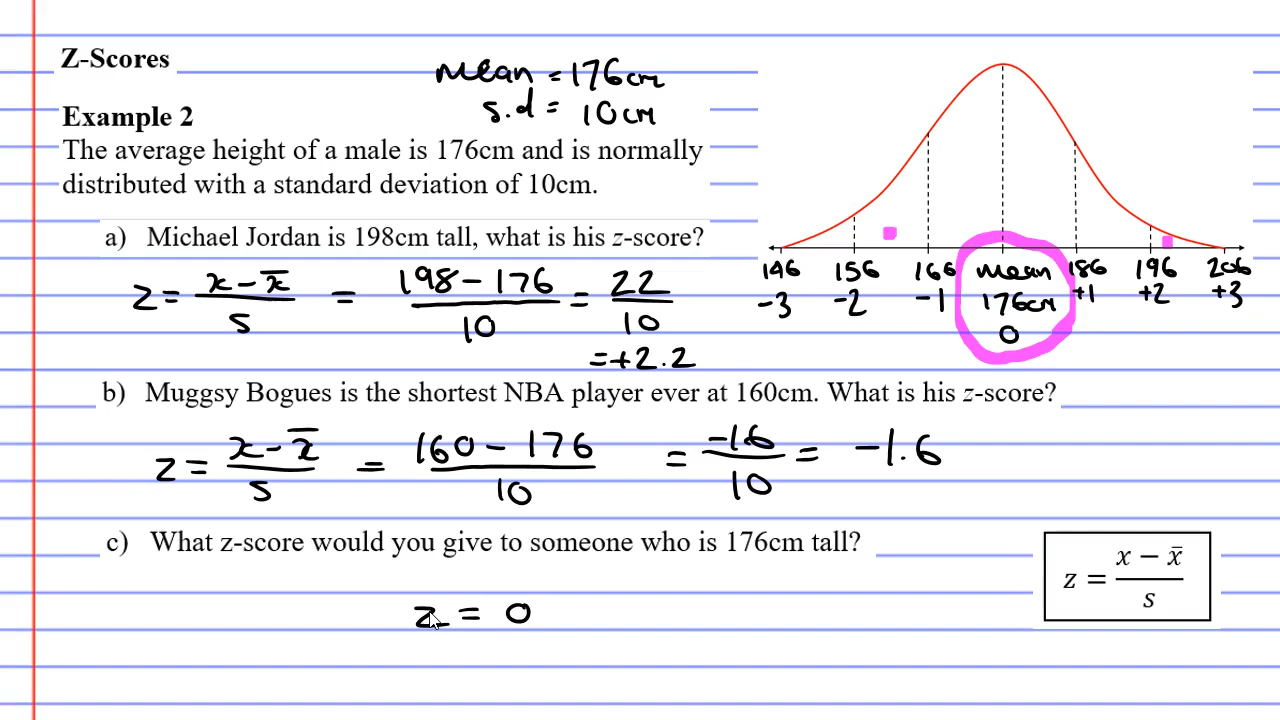 Z-Scores
mean = 176cm
s.d = 10cm
Example 2
The average height of a male is 176cm and is normally
distributed with a standard deviation of 10cm.
a) Michael Jordan is 198cm tall, what is his z-score?
z = x - x̄ / s = 198 - 176 / 10 = 22 / 10
= +2.2
146 156 166 mean 186 196 206
-3 -2 -1 176cm +1 +2 +3
0
b) Muggsy Bogues is the shortest NBA player ever at 160cm. What is his z-score?
z = x - x̄ / s = 160 - 176 / 10 = -16 / 10 = -1.6
c) What z-score would you give to someone who is 176cm tall?
z = x - x̄ / s
z = 0